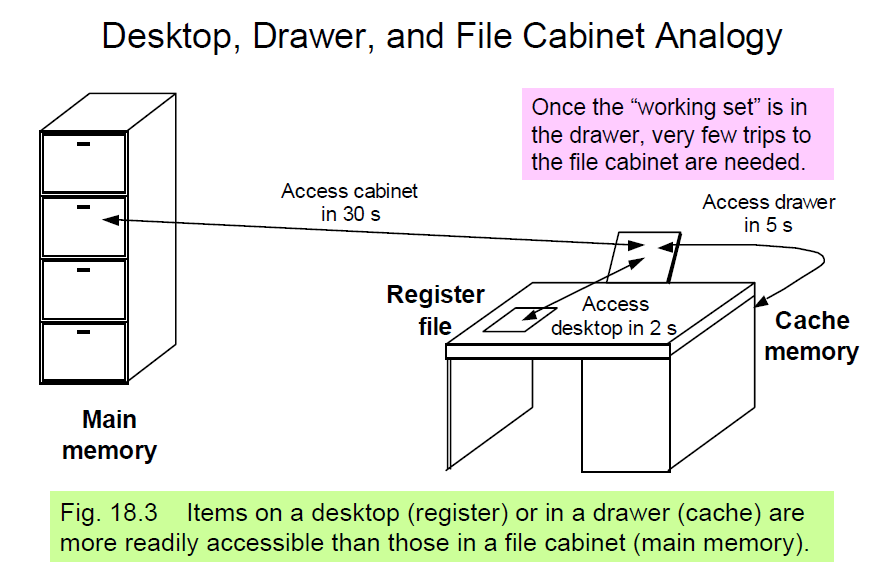 Desktop, Drawer, and File Cabinet Analogy
Once the “working set” is in
the drawer, very few trips to
the file cabinet are needed.
Access cabinet
in 30 s
Access drawer
in 5 s
Register
file
Access
desktop in 2 s
Cache
memory
Main
memory
Fig. 18.3 Items on a desktop (register) or in a drawer (cache) are
more readily accessible than those in a file cabinet (main memory).